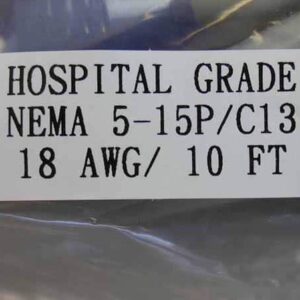 HOSPITAL GRADE
NEMA 5-15P/C13
18 AWG/ 10 FT